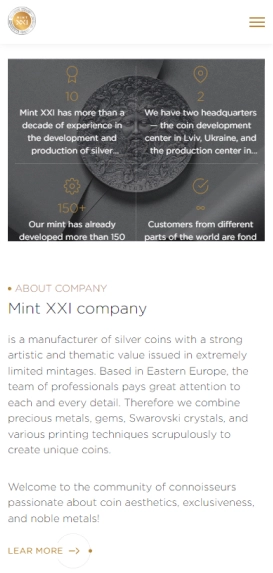 MINT
XXI
10
2
Mint XXI has more than a
decade of experience in
the development and
production of silver...
We have two headquarters
— the coin development
center in Lviv, Ukraine, and
the production center in...
150+
∞
Our mint has already
developed more than 150
Customers from different
parts of the world are fond
ABOUT COMPANY
Mint XXI company
is a manufacturer of silver coins with a strong
artistic and thematic value issued in extremely
limited mintages. Based in Eastern Europe, the
team of professionals pays great attention to
each and every detail. Therefore we combine
precious metals, gems, Swarovski crystals, and
various printing techniques scrupulously to
create unique coins.
Welcome to the community of connoisseurs
passionate about coin aesthetics, exclusiveness,
and noble metals!
LEAR MORE